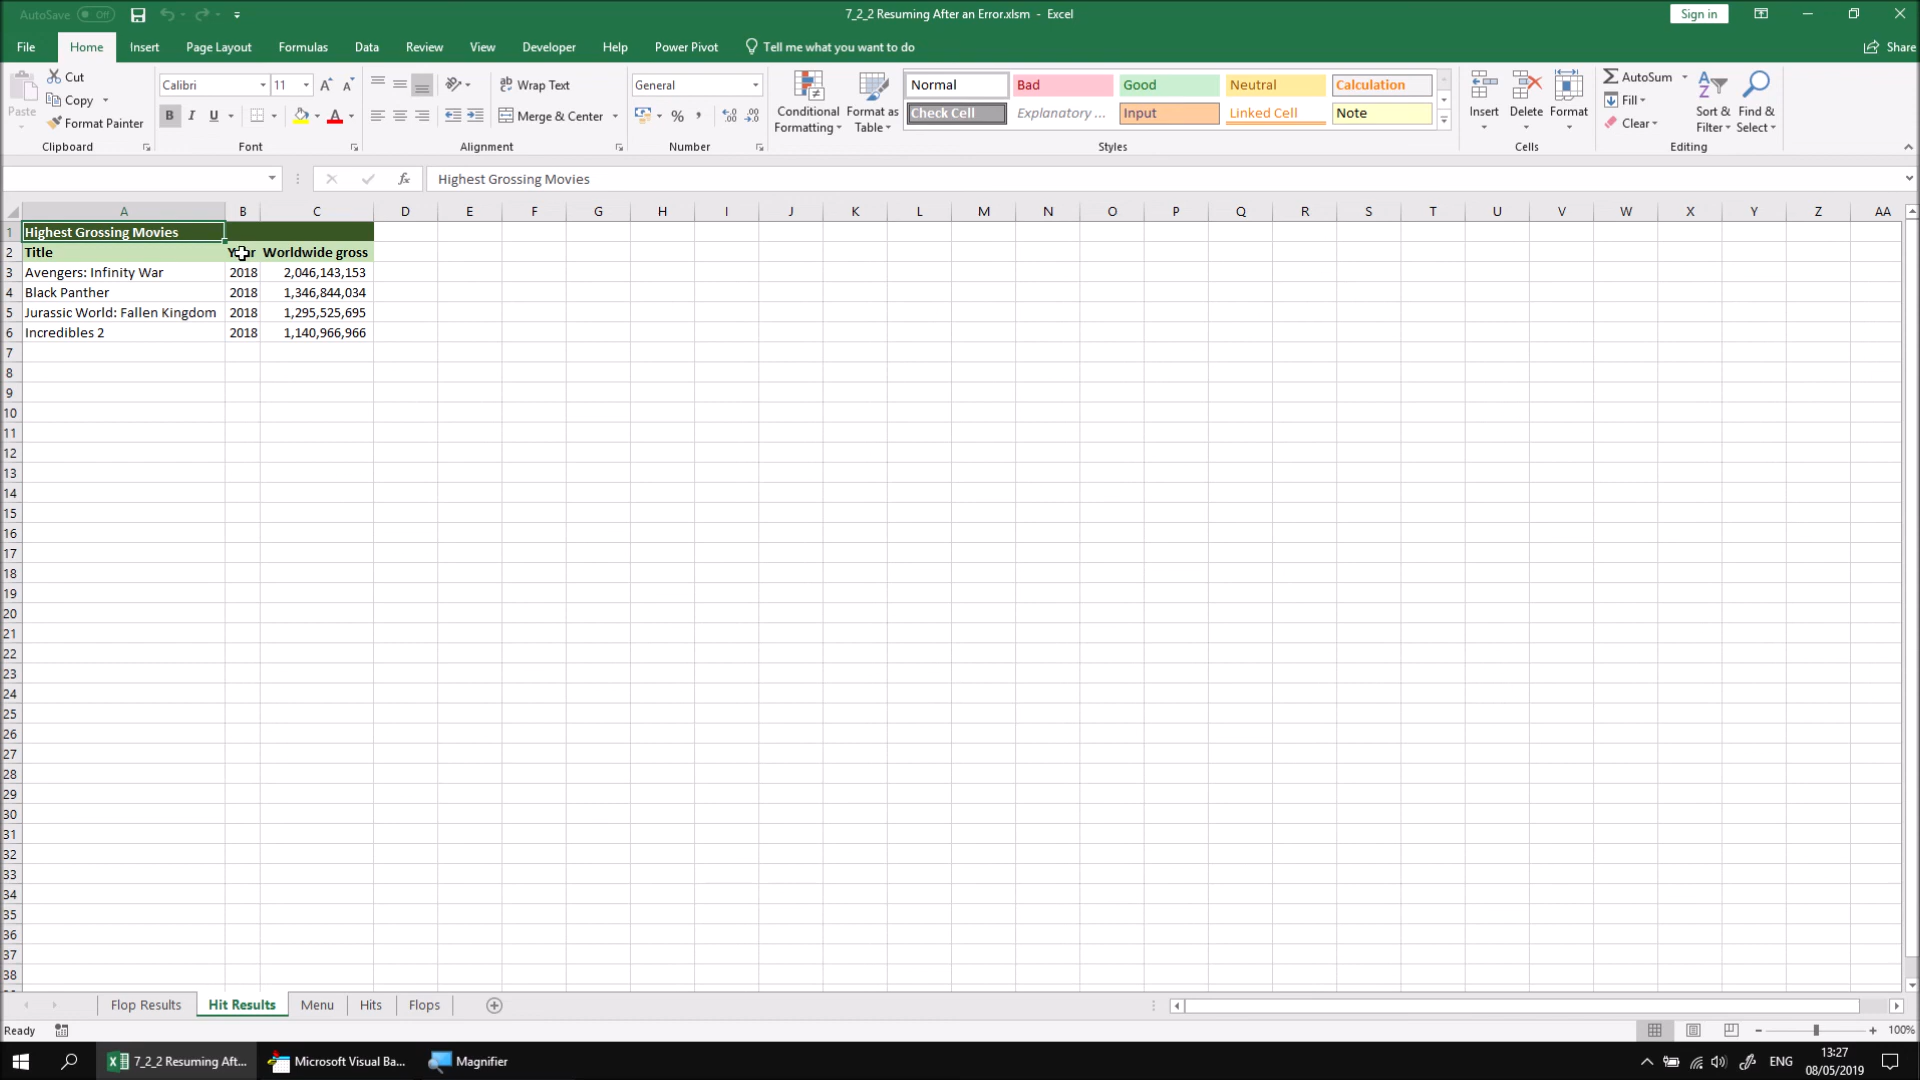 AutoSave Off
7_2_2 Resuming After an Error.xlsm - Excel
Sign in
File Home Insert Page Layout Formulas Data Review View Developer Help Power Pivot Tell me what you want to do Share
Paste Cut Copy Format Painter Clipboard
Calibri 11 B I U A Font
Wrap Text Merge & Center Alignment
General % , Number
Conditional Formatting Format as Table
Normal Bad Good Neutral Calculation
Check Cell Explanatory ... Input Linked Cell Note
Styles
Insert Delete Format Cells
AutoSum Fill Clear Sort & Filter Find & Select Editing
fx Highest Grossing Movies
A B C D E F G H I J K L M N O P Q R S T U V W X Y Z AA
1 Highest Grossing Movies
2 Title Year Worldwide gross
3 Avengers: Infinity War 2018 2,046,143,153
4 Black Panther 2018 1,346,844,034
5 Jurassic World: Fallen Kingdom 2018 1,295,525,695
6 Incredibles 2 2018 1,140,966,966
7
8
9
10
11
12
13
14
15
16
17
18
19
20
21
22
23
24
25
26
27
28
29
30
31
32
33
34
35
36
37
38
Flop Results Hit Results Menu Hits Flops
Ready 100%
7_2_2 Resuming Aft... Microsoft Visual Ba... Magnifier ENG 13:27
08/05/2019